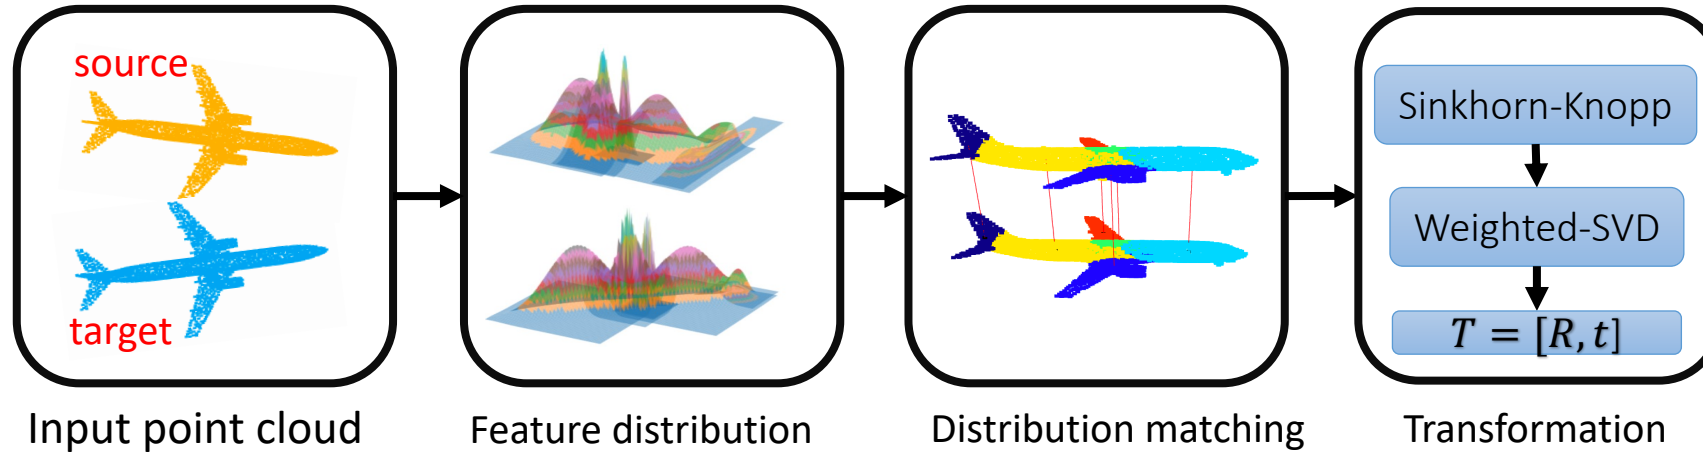 source
target
Sinkhorn-Knopp
Weighted-SVD
T = [R, t]
Input point cloud
Feature distribution
Distribution matching
Transformation